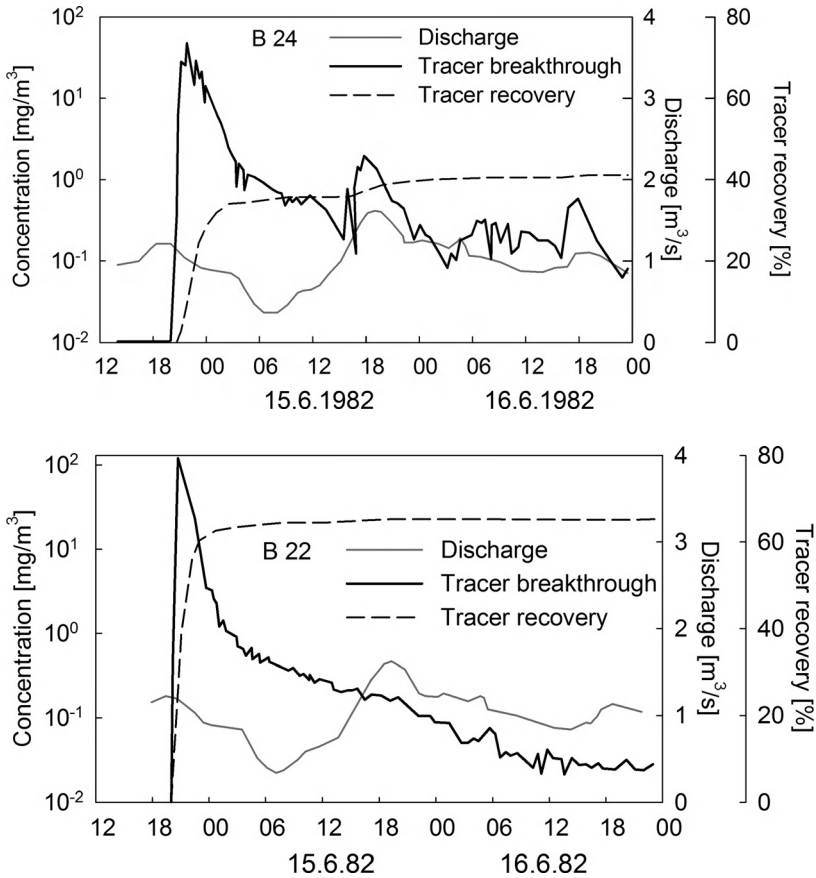 10²
10¹
10⁰
10⁻¹
10⁻²
Concentration [mg/m³]
B 24
Discharge
Tracer breakthrough
Tracer recovery
4
3
2
1
0
Discharge [m³/s]
80
60
40
20
0
Tracer recovery [%]
12 18 00 06 12 18 00 06 12 18 00
15.6.1982 16.6.1982
10²
10¹
10⁰
10⁻¹
10⁻²
Concentration [mg/m³]
B 22
Discharge
Tracer breakthrough
Tracer recovery
4
3
2
1
0
Discharge [m³/s]
80
60
40
20
0
Tracer recovery [%]
12 18 00 06 12 18 00 06 12 18 00
15.6.82 16.6.82